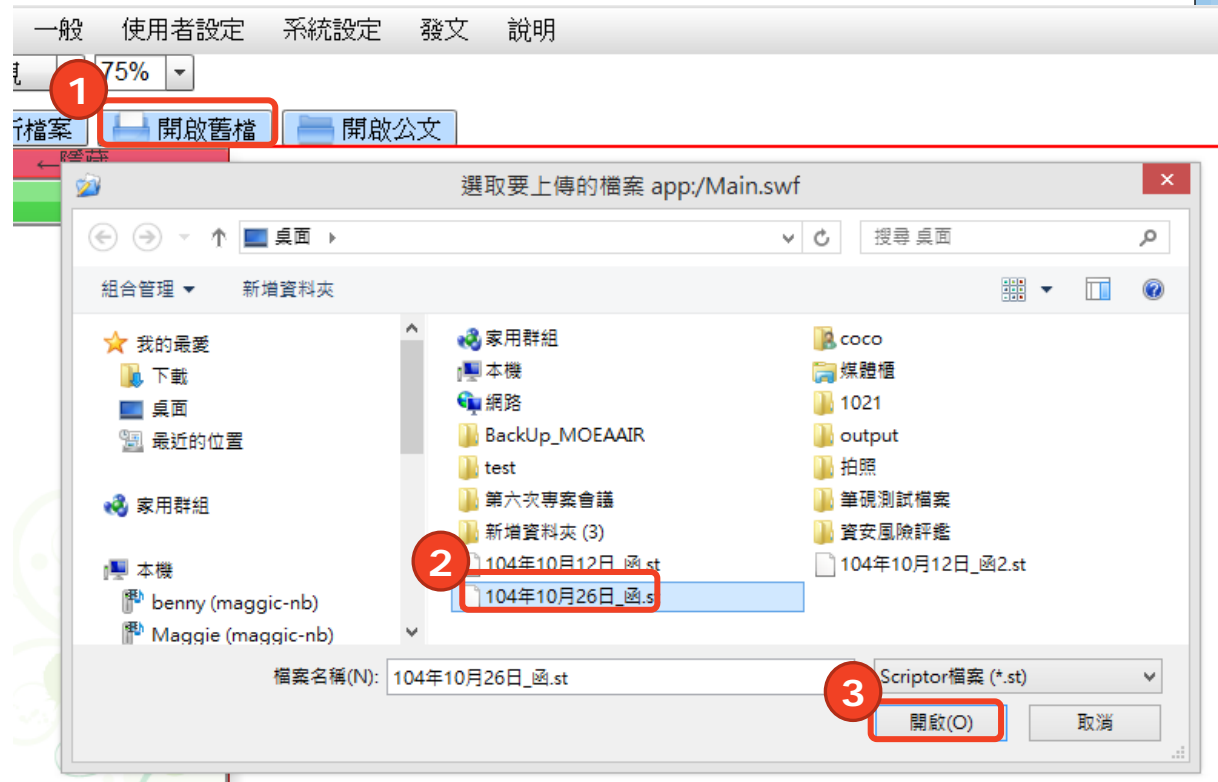 一般 使用者設定 系統設定 發文 說明
75%
1
檔案 開啟舊檔 開啟公文
←隱藏
選取要上傳的檔案 app:/Main.swf
桌面 搜尋 桌面
組合管理 新增資料夾
我的最愛
下載
桌面
最近的位置
家用群組
本機
benny (maggic-nb)
Maggie (maggic-nb)
家用群組
本機
網路
BackUp_MOEAAIR
test
第六次專案會議
新增資料夾 (3)
2
104年10月12日_函.st
104年10月26日_函.st
coco
媒體櫃
1021
output
拍照
筆硯測試檔案
資安風險評鑑
104年10月12日_函2.st
檔案名稱(N): 104年10月26日_函.st
Scriptor檔案 (*.st)
3
開啟(O) 取消